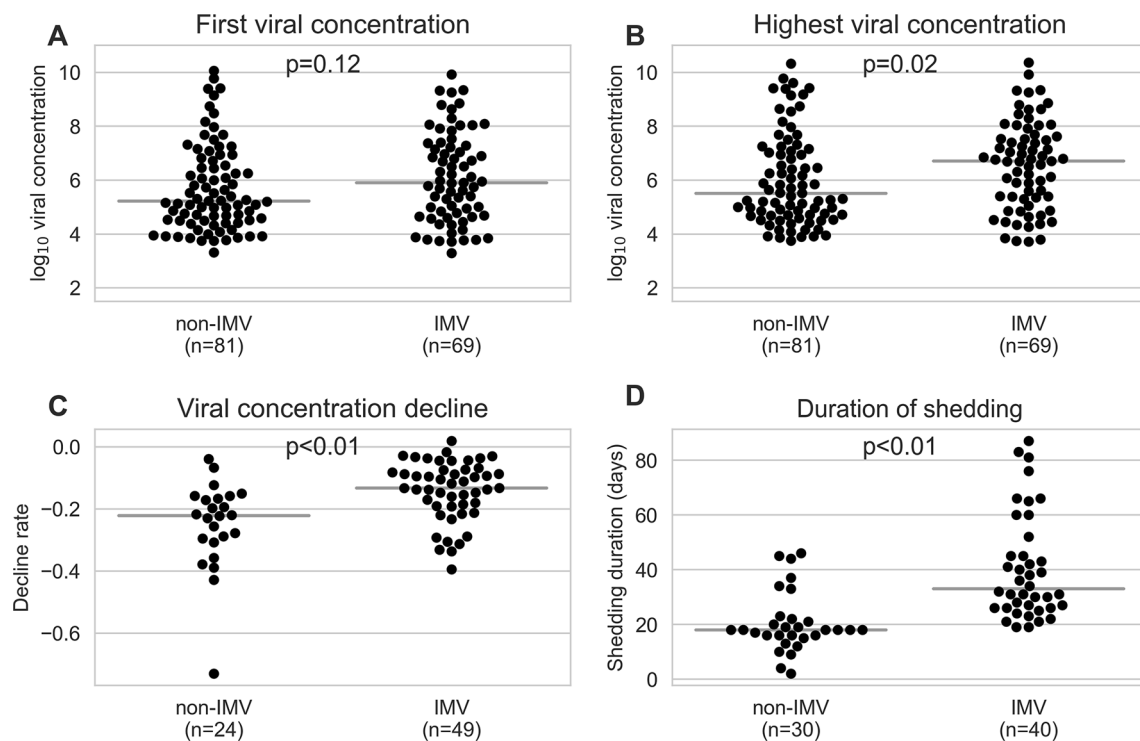 A
First viral concentration
p=0.12
log₁₀ viral concentration
10
8
6
4
2
non-IMV
(n=81)
IMV
(n=69)
B
Highest viral concentration
p=0.02
log₁₀ viral concentration
10
8
6
4
2
non-IMV
(n=81)
IMV
(n=69)
C
Viral concentration decline
p<0.01
Decline rate
0.0
−0.2
−0.4
−0.6
non-IMV
(n=24)
IMV
(n=49)
D
Duration of shedding
p<0.01
Shedding duration (days)
80
60
40
20
0
non-IMV
(n=30)
IMV
(n=40)